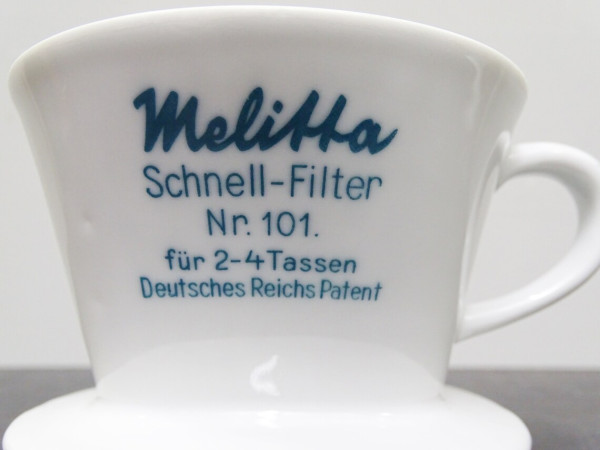 Melitta
Schnell-Filter
Nr. 101.
für 2-4 Tassen
Deutsches Reichs Patent